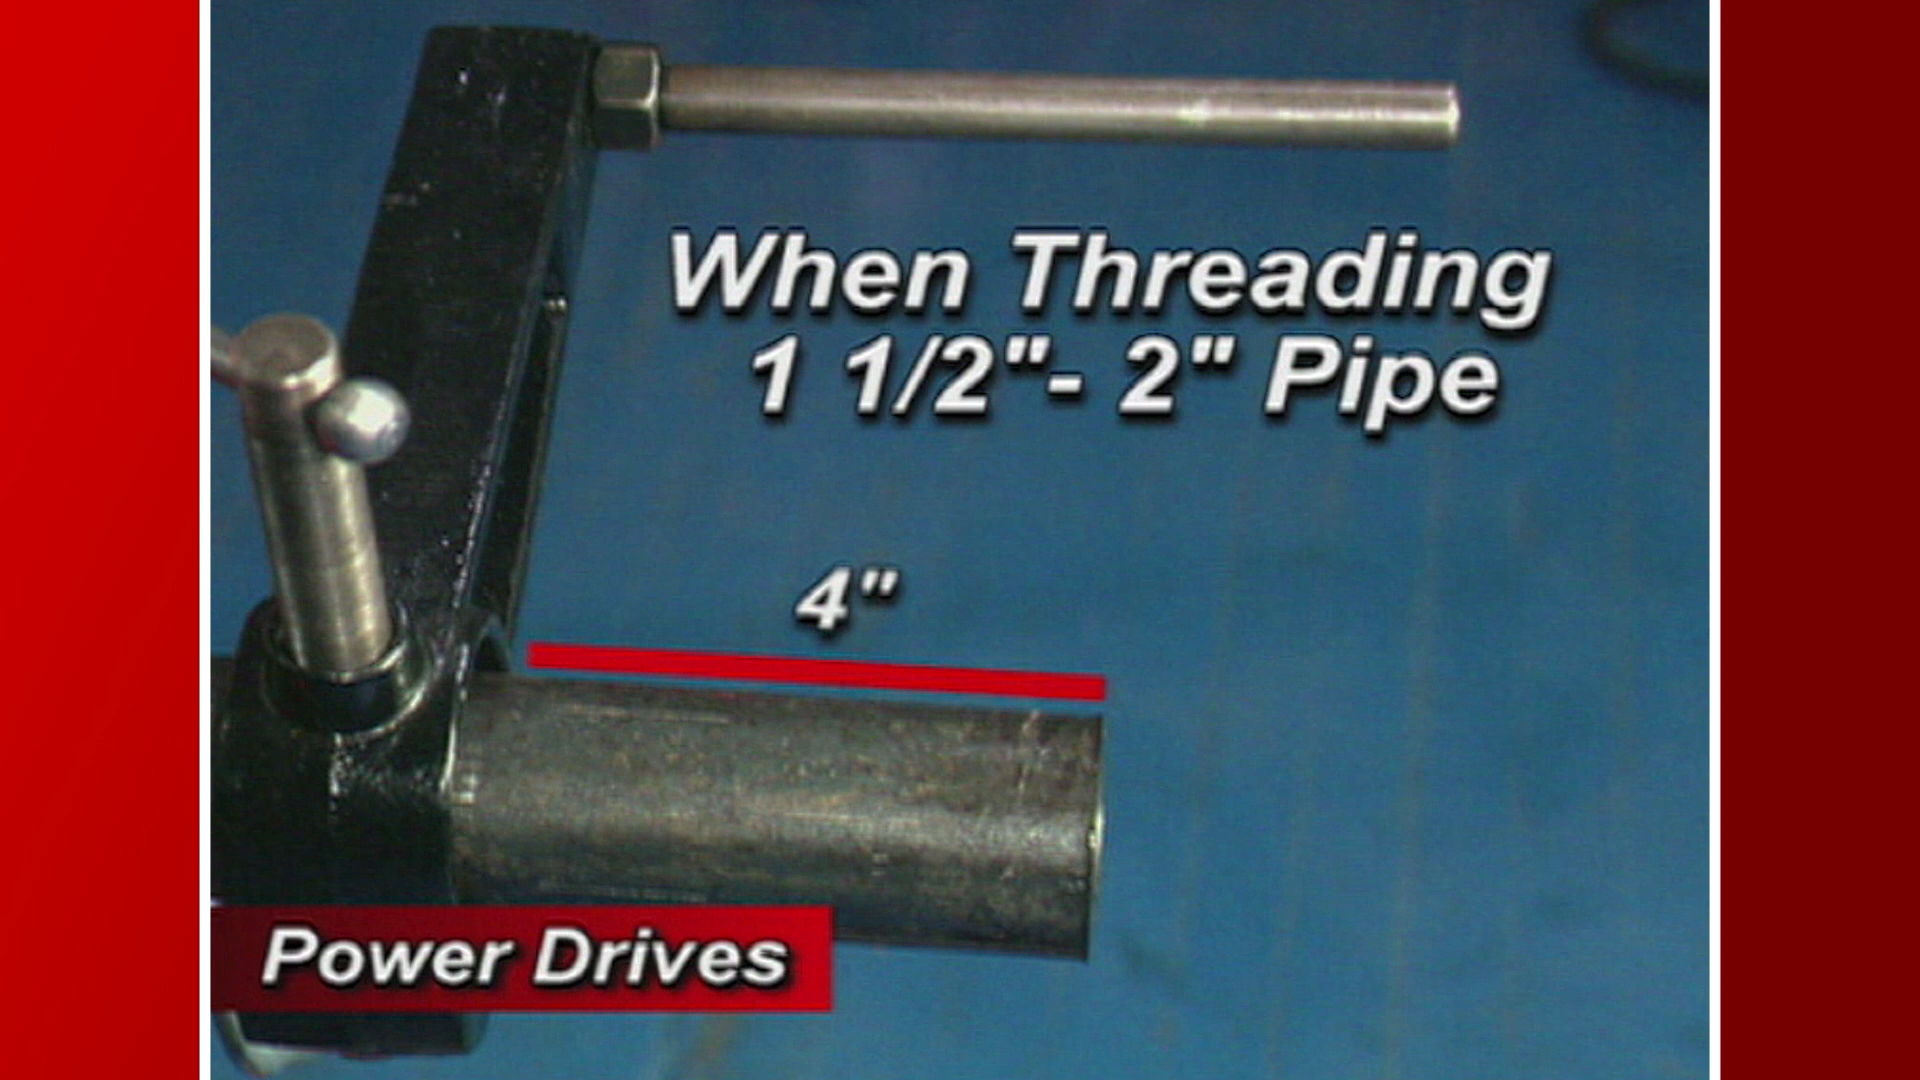 When Threading
1 1/2"- 2" Pipe
4"
Power Drives